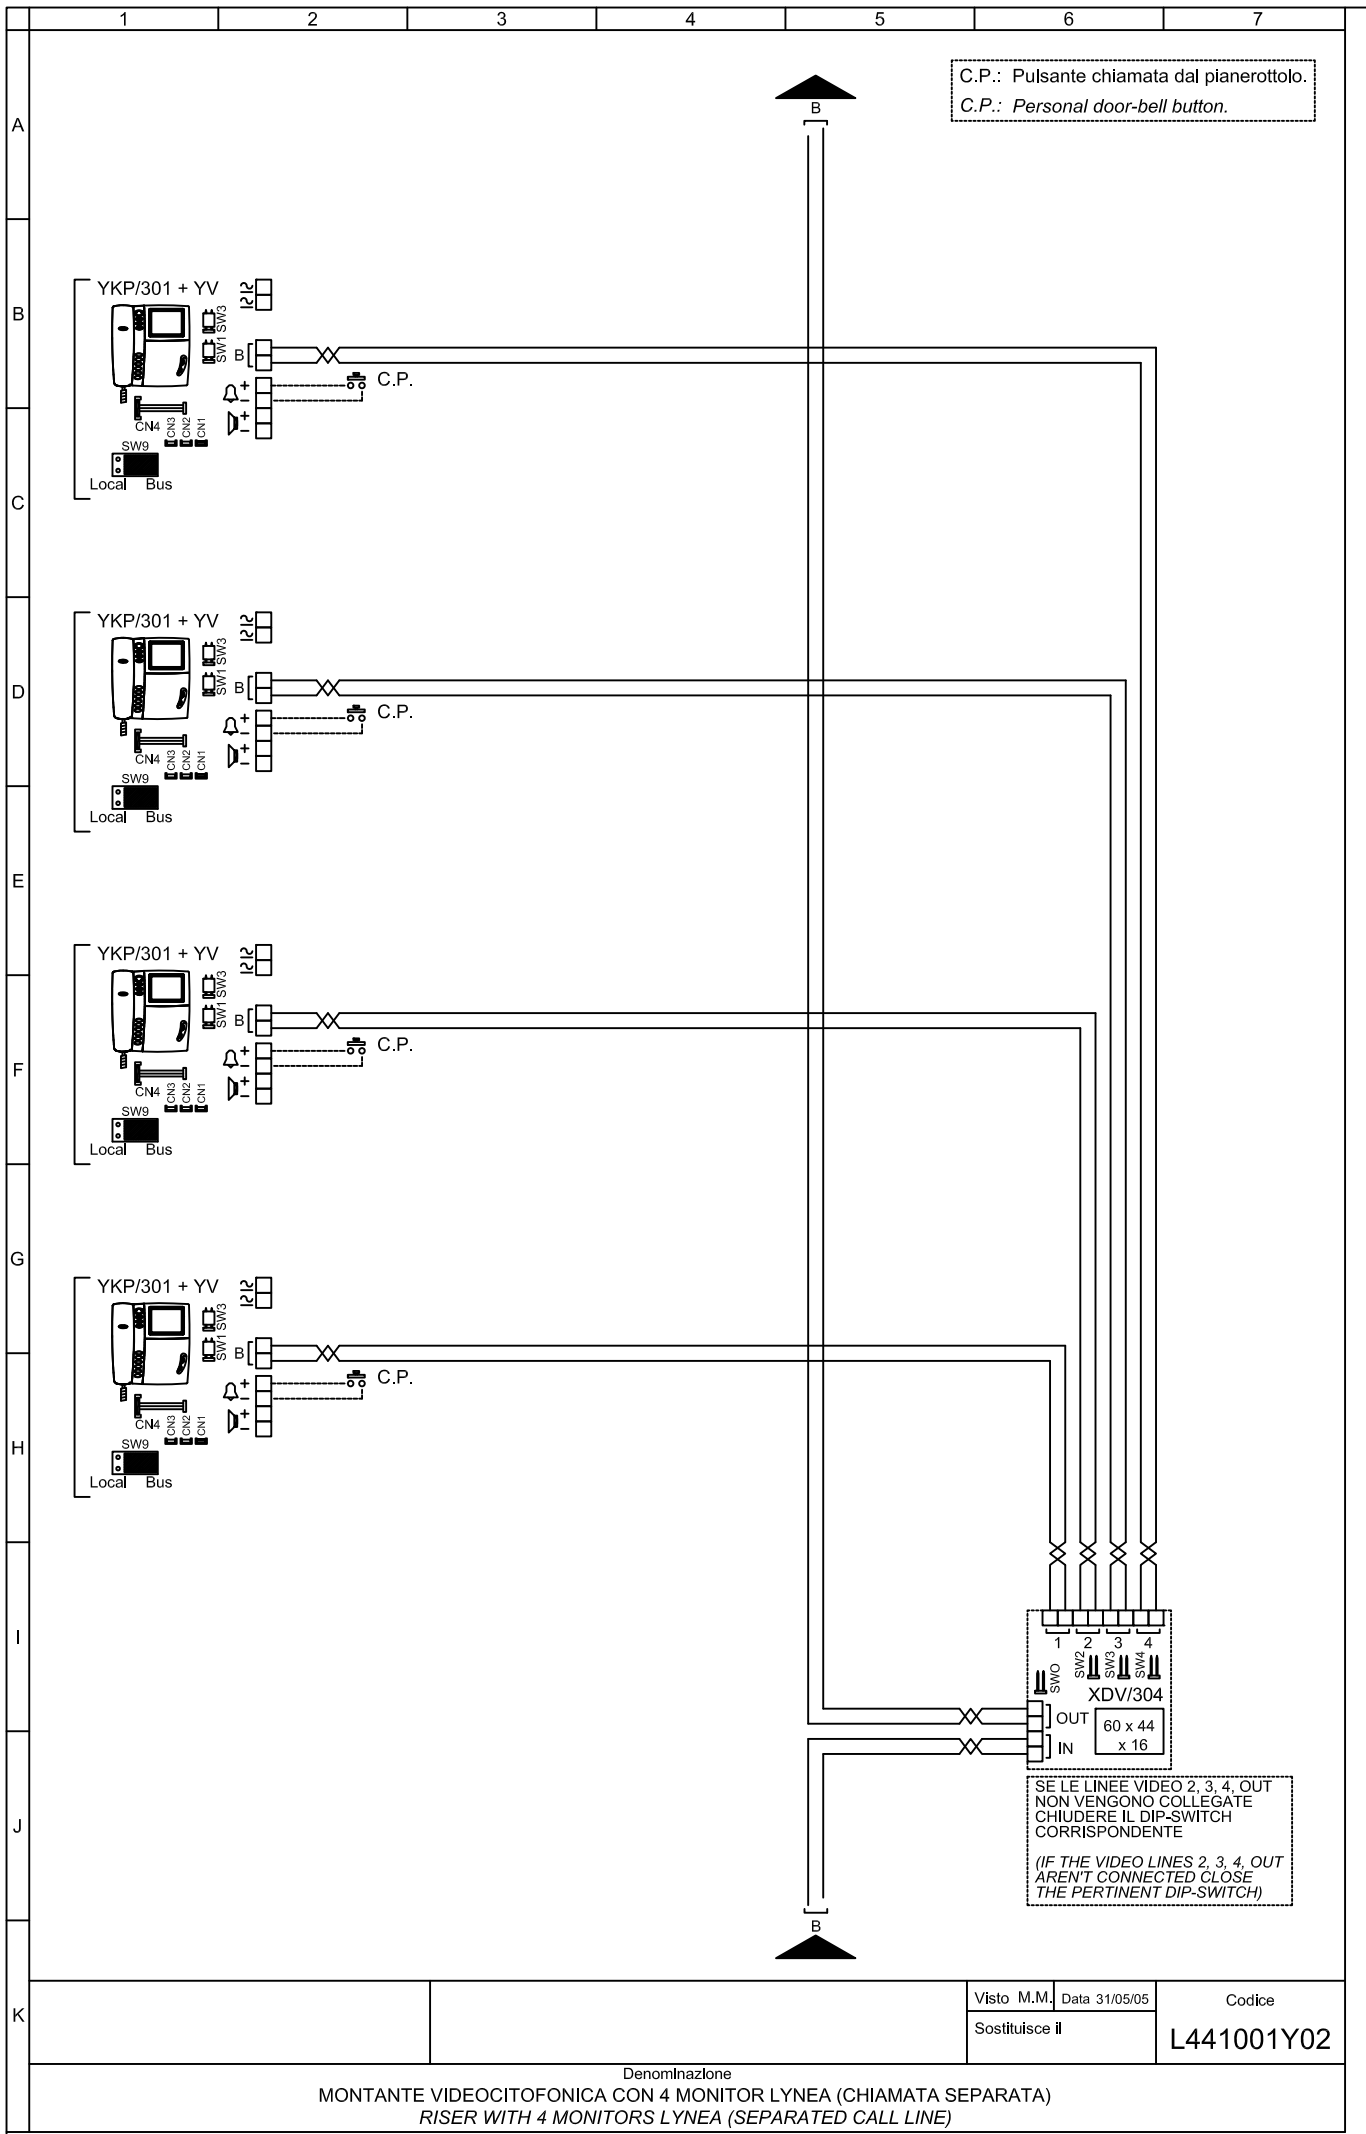 1 2 3 4 5 6 7
C.P.: Pulsante chiamata dal pianerottolo.
C.P.: Personal door-bell button.
B
A
YKP/301 + YV
SW3
SW1
B
B
+
-
C.P.
+
-
CN4 CN3 CN2 CN1
SW9
Local Bus
C
YKP/301 + YV
SW3
SW1
D
B
+
-
C.P.
+
-
CN4 CN3 CN2 CN1
SW9
Local Bus
E
YKP/301 + YV
SW3
SW1
B
+
-
C.P.
F
+
-
CN4 CN3 CN2 CN1
SW9
Local Bus
G
YKP/301 + YV
SW3
SW1
B
+
-
C.P.
+
-
CN4 CN3 CN2 CN1
SW9
H
Local Bus
I
1 2 3 4
SWO SW2 SW3 SW4
XDV/304
OUT
60 x 44
x 16
IN
SE LE LINEE VIDEO 2, 3, 4, OUT
NON VENGONO COLLEGATE
CHIUDERE IL DIP-SWITCH
CORRISPONDENTE
J
(IF THE VIDEO LINES 2, 3, 4, OUT
AREN'T CONNECTED CLOSE
THE PERTINENT DIP-SWITCH)
B
K
Visto M.M. Data 31/05/05
Codice
Sostituisce il
L441001Y02
Denominazione
MONTANTE VIDEOCITOFONICA CON 4 MONITOR LYNEA (CHIAMATA SEPARATA)
RISER WITH 4 MONITORS LYNEA (SEPARATED CALL LINE)